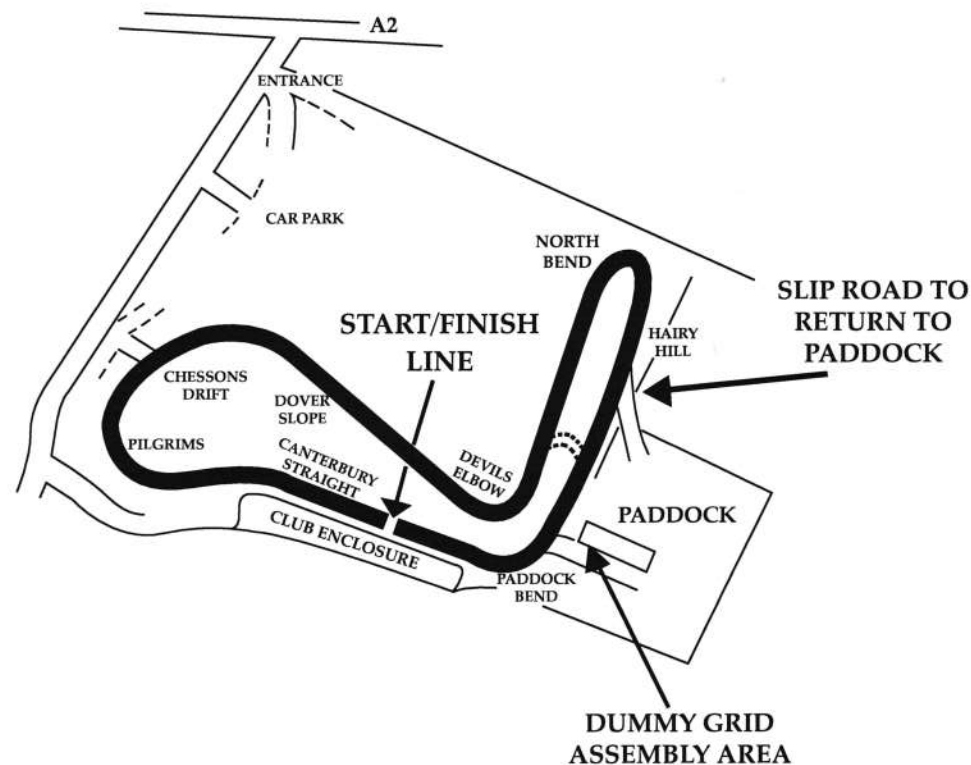 A2
ENTRANCE
CAR PARK
NORTH
BEND
SLIP ROAD TO
RETURN TO
PADDOCK
START/FINISH
LINE
HAIRY
HILL
CHESSONS
DRIFT
DOVER
SLOPE
PILGRIMS
CANTERBURY
STRAIGHT
DEVILS
ELBOW
CLUB ENCLOSURE
PADDOCK
PADDOCK
BEND
DUMMY GRID
ASSEMBLY AREA